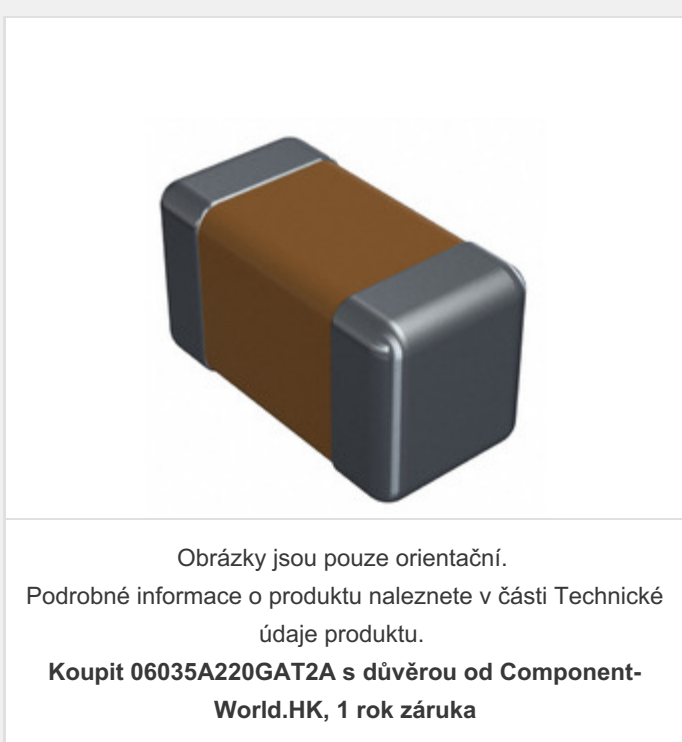 Obrázky jsou pouze orientační.
Podrobné informace o produktu naleznete v části Technické
údaje produktu.
Koupit 06035A220GAT2A s důvěrou od Component-
World.HK, 1 rok záruka